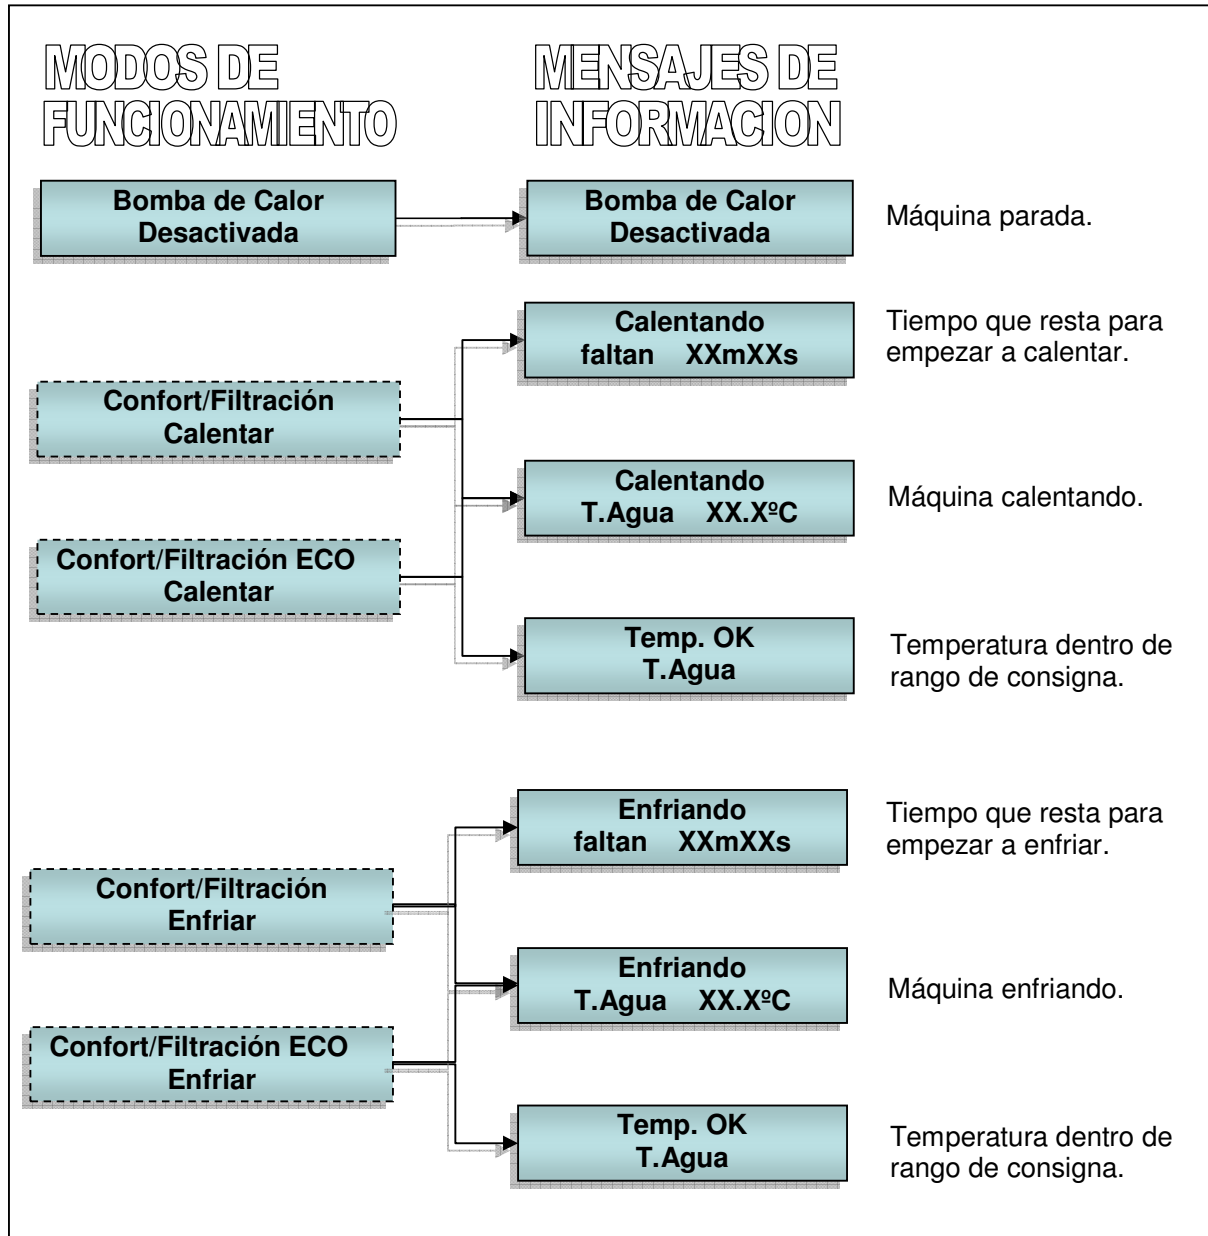 MODOS DE
FUNCIONAMIENTO
MENSAJES DE
INFORMACION
Bomba de Calor
Desactivada
Bomba de Calor
Desactivada
Máquina parada.
Calentando
faltan XXmXXs
Tiempo que resta para
empezar a calentar.
Confort/Filtración
Calentar
Calentando
T.Agua XX.XºC
Máquina calentando.
Confort/Filtración ECO
Calentar
Temp. OK
T.Agua
Temperatura dentro de
rango de consigna.
Enfriando
faltan XXmXXs
Tiempo que resta para
empezar a enfriar.
Confort/Filtración
Enfriar
Enfriando
T.Agua XX.XºC
Máquina enfriando.
Confort/Filtración ECO
Enfriar
Temp. OK
T.Agua
Temperatura dentro de
rango de consigna.